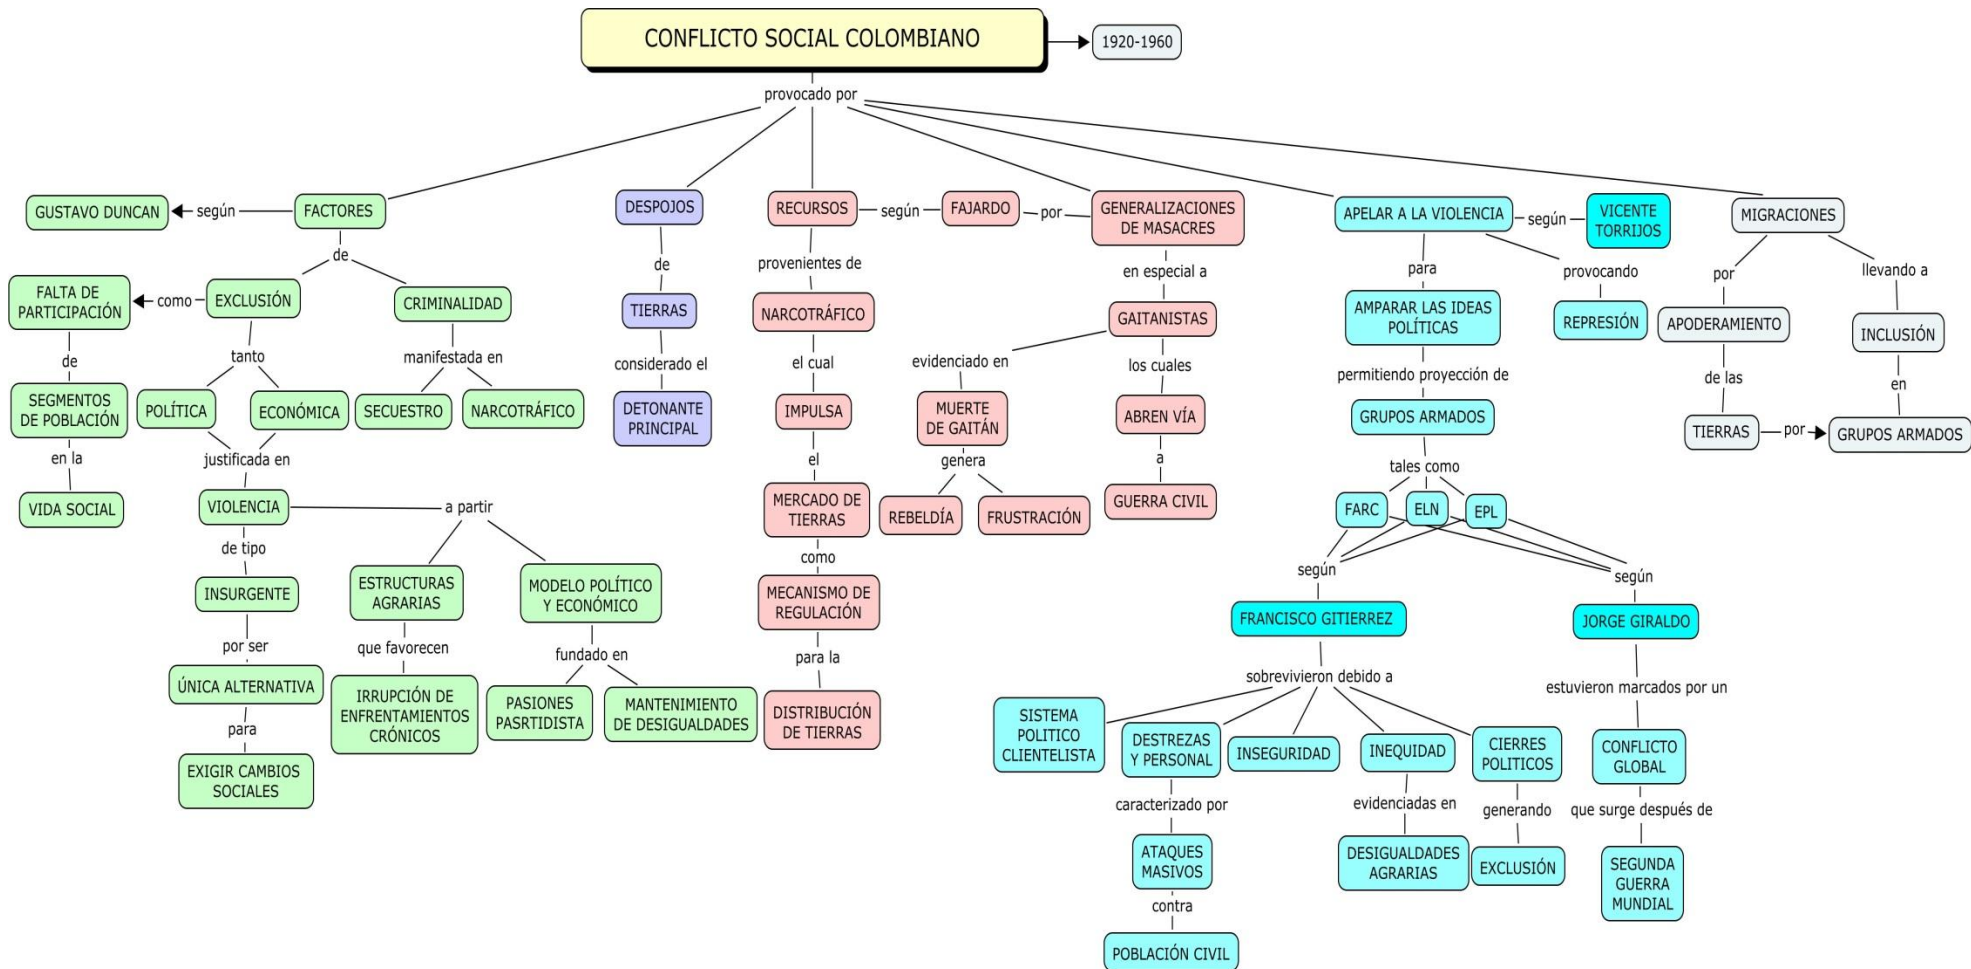 CONFLICTO SOCIAL COLOMBIANO
1920-1960
provocado por
GUSTAVO DUNCAN
según
FACTORES
de
FALTA DE
PARTICIPACIÓN
como
EXCLUSIÓN
CRIMINALIDAD
de
tanto
manifestada en
SEGMENTOS
DE POBLACIÓN
POLÍTICA
ECONÓMICA
SECUESTRO
NARCOTRÁFICO
en la
justificada en
VIDA SOCIAL
VIOLENCIA
a partir
de tipo
INSURGENTE
ESTRUCTURAS
AGRARIAS
MODELO POLÍTICO
Y ECONÓMICO
por ser
que favorecen
fundado en
ÚNICA ALTERNATIVA
IRRUPCIÓN DE
ENFRENTAMIENTOS
CRÓNICOS
PASIONES
PASRTIDISTA
MANTENIMIENTO
DE DESIGUALDADES
para
EXIGIR CAMBIOS
SOCIALES
DESPOJOS
de
TIERRAS
considerado el
DETONANTE
PRINCIPAL
RECURSOS
según
FAJARDO
por
GENERALIZACIONES
DE MASACRES
provenientes de
NARCOTRÁFICO
el cual
IMPULSA
el
MERCADO DE
TIERRAS
como
MECANISMO DE
REGULACIÓN
para la
DISTRIBUCIÓN
DE TIERRAS
en especial a
GAITANISTAS
evidenciado en
los cuales
MUERTE
DE GAITÁN
ABREN VÍA
genera
a
REBELDÍA
FRUSTRACIÓN
GUERRA CIVIL
APELAR A LA VIOLENCIA
según
VICENTE
TORRIJOS
para
provocando
AMPARAR LAS IDEAS
POLÍTICAS
REPRESIÓN
permitiendo proyección de
GRUPOS ARMADOS
tales como
FARC
ELN
EPL
según
según
FRANCISCO GITIERREZ
JORGE GIRALDO
sobrevivieron debido a
estuvieron marcados por un
SISTEMA
POLITICO
CLIENTELISTA
DESTREZAS
Y PERSONAL
INSEGURIDAD
INEQUIDAD
CIERRES
POLITICOS
CONFLICTO
GLOBAL
caracterizado por
evidenciadas en
generando
que surge después de
ATAQUES
MASIVOS
DESIGUALDADES
AGRARIAS
EXCLUSIÓN
SEGUNDA
GUERRA
MUNDIAL
contra
POBLACIÓN CIVIL
MIGRACIONES
por
llevando a
APODERAMIENTO
INCLUSIÓN
de las
en
TIERRAS
por
GRUPOS ARMADOS